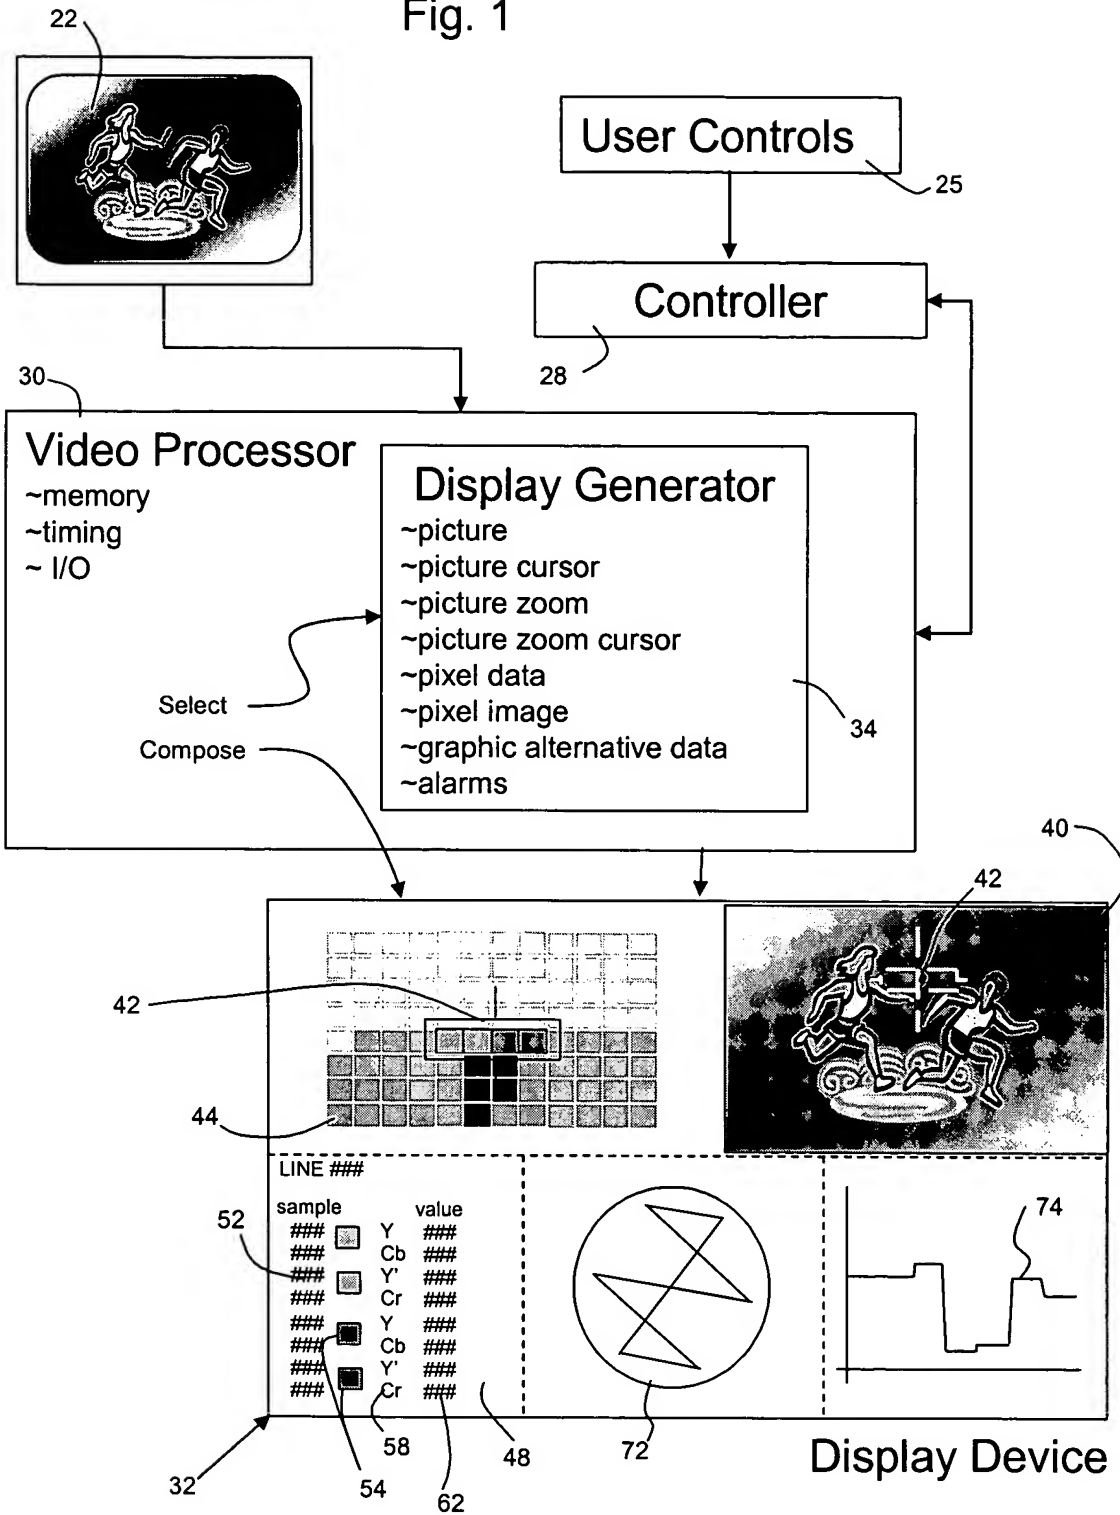 Fig. 1
22
User Controls
25
Controller
28
30
Video Processor
~memory
~timing
~ I/O
Display Generator
~picture
~picture cursor
~picture zoom
~picture zoom cursor
~pixel data
~pixel image
~graphic alternative data
~alarms
34
Select
Compose
40
42
42
44
LINE ###
sample value
### Y ###
### Cb ###
### Y' ###
### Cr ###
### Y ###
### Cb ###
### Y' ###
### Cr ###
52
74
32
54
58
62
48
72
Display Device